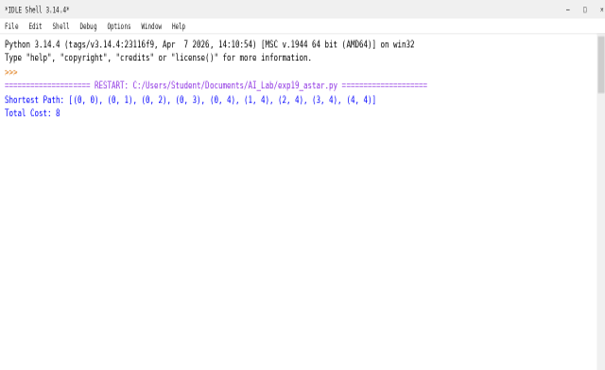 *IDLE Shell 3.14.4*
File Edit Shell Debug Options Window Help
Python 3.14.4 (tags/v3.14.4:23116f9, Apr  7 2026, 14:10:54) [MSC v.1944 64 bit (AMD64)] on win32
Type "help", "copyright", "credits" or "license()" for more information.
>>>
==================== RESTART: C:/Users/Student/Documents/AI_Lab/exp19_astar.py ====================
Shortest Path: [(0, 0), (0, 1), (0, 2), (0, 3), (0, 4), (1, 4), (2, 4), (3, 4), (4, 4)]
Total Cost: 8